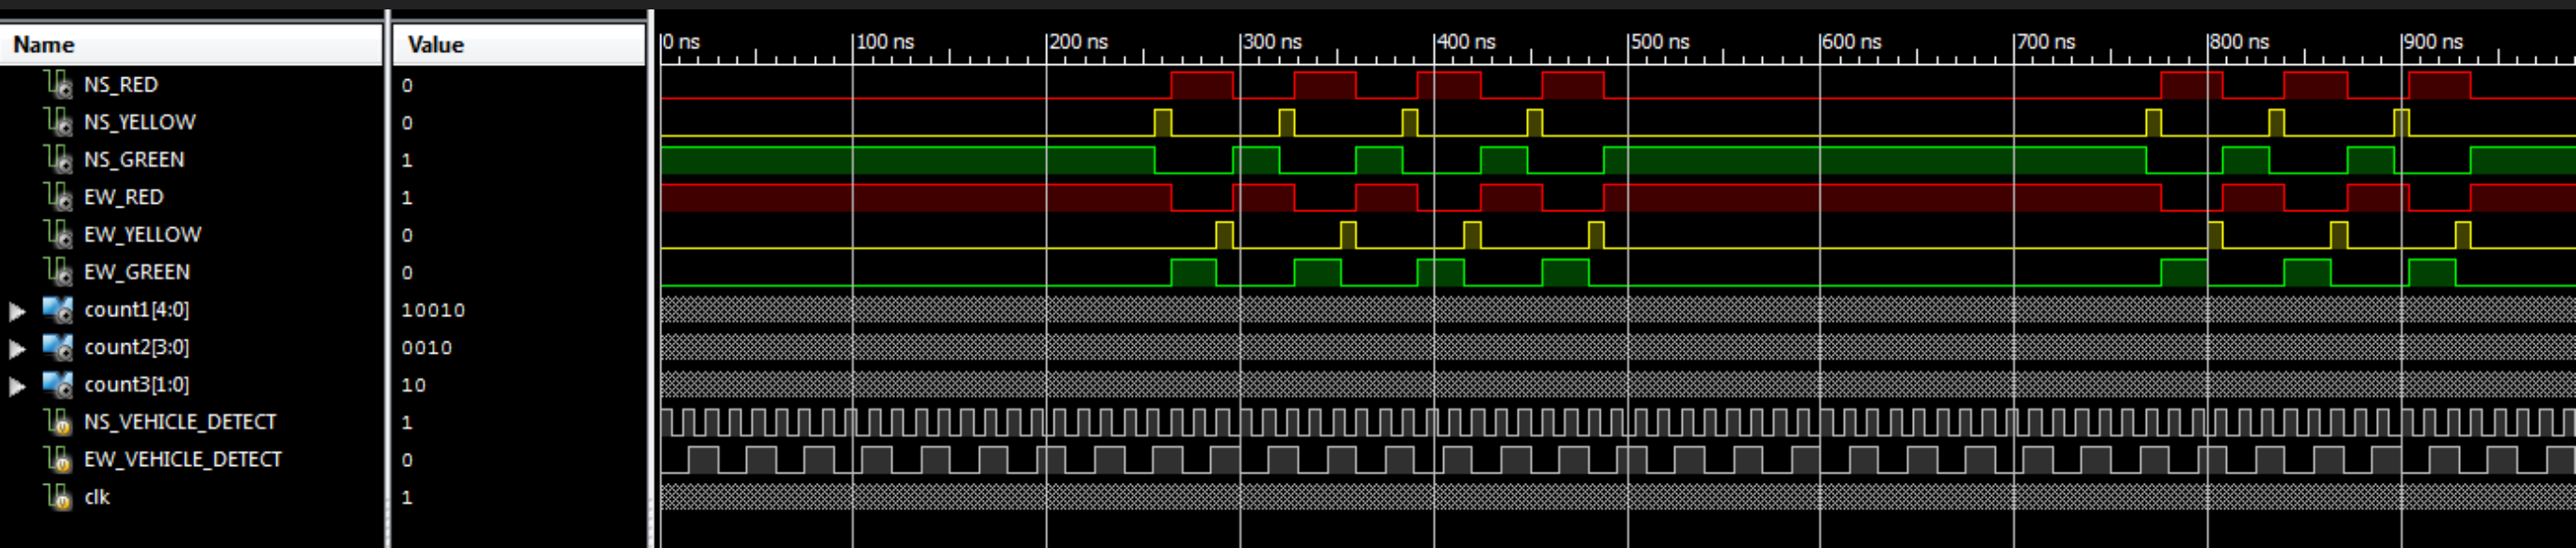 Name Value 0 ns 100 ns 200 ns 300 ns 400 ns 500 ns 600 ns 700 ns 800 ns 900 ns
NS_RED 0
NS_YELLOW 0
NS_GREEN 1
EW_RED 1
EW_YELLOW 0
EW_GREEN 0
count1[4:0] 10010
count2[3:0] 0010
count3[1:0] 10
NS_VEHICLE_DETECT 1
EW_VEHICLE_DETECT 0
clk 1